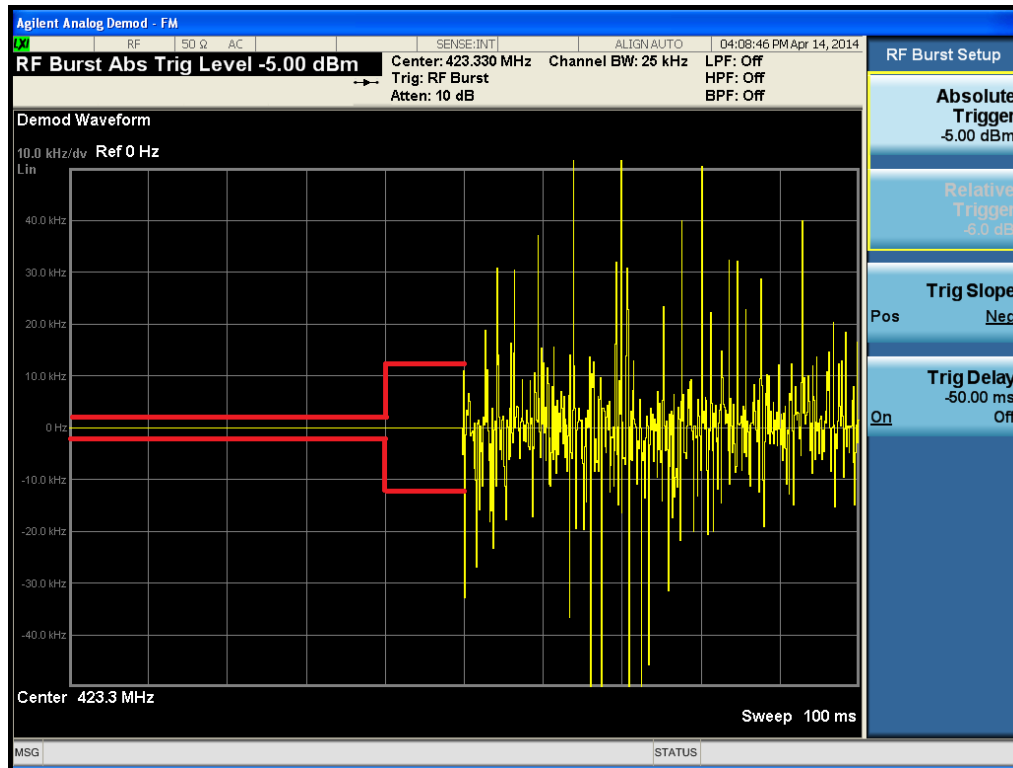 Agilent Analog Demod - FM
LXI RF 50 Ω AC SENSE:INT ALIGN AUTO 04:08:46 PM Apr 14, 2014
RF Burst Abs Trig Level -5.00 dBm
Center: 423.330 MHz Channel BW: 25 kHz LPF: Off
Trig: RF Burst HPF: Off
Atten: 10 dB BPF: Off
RF Burst Setup
Absolute
Trigger
-5.00 dBm
Relative
Trigger
-6.0 dB
Trig Slope
Pos Neg
Trig Delay
-50.00 ms
On Off
Demod Waveform
10.0 kHz/dv Ref 0 Hz
Lin
40.0 kHz
30.0 kHz
20.0 kHz
10.0 kHz
0 Hz
-10.0 kHz
-20.0 kHz
-30.0 kHz
-40.0 kHz
Center 423.3 MHz
Sweep 100 ms
MSG STATUS